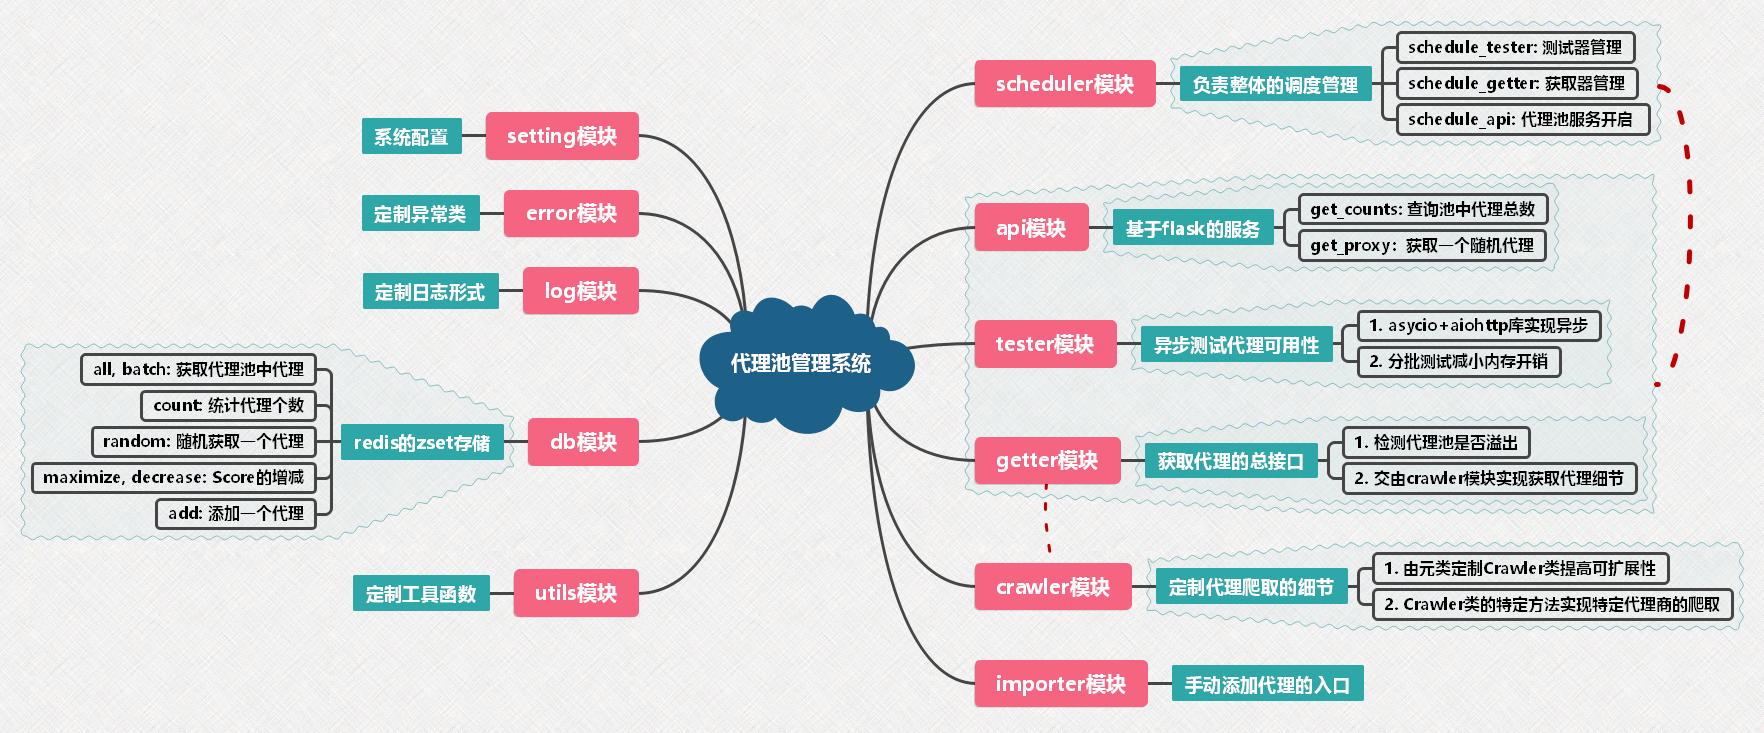 代理池管理系统
scheduler模块
负责整体的调度管理
schedule_tester: 测试器管理
schedule_getter: 获取器管理
schedule_api: 代理池服务开启
api模块
基于flask的服务
get_counts: 查询池中代理总数
get_proxy: 获取一个随机代理
tester模块
异步测试代理可用性
1. asycio+aiohttp库实现异步
2. 分批测试减小内存开销
getter模块
获取代理的总接口
1. 检测代理池是否溢出
2. 交由crawler模块实现获取代理细节
crawler模块
定制代理爬取的细节
1. 由元类定制Crawler类提高可扩展性
2. Crawler类的特定方法实现特定代理商的爬取
importer模块
手动添加代理的入口
setting模块
系统配置
error模块
定制异常类
log模块
定制日志形式
db模块
redis的zset存储
all, batch: 获取代理池中代理
count: 统计代理个数
random: 随机获取一个代理
maximize, decrease: Score的增减
add: 添加一个代理
utils模块
定制工具函数